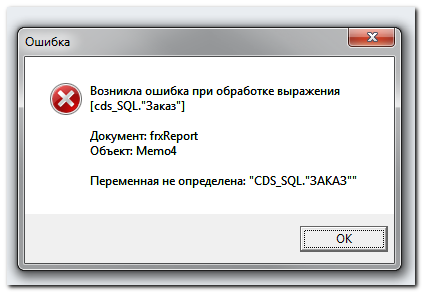 Ошибка
Возникла ошибка при обработке выражения
[cds_SQL."Заказ"]
Документ: frxReport
Объект: Memo4
Переменная не определена: "CDS_SQL."ЗАКАЗ""
OK